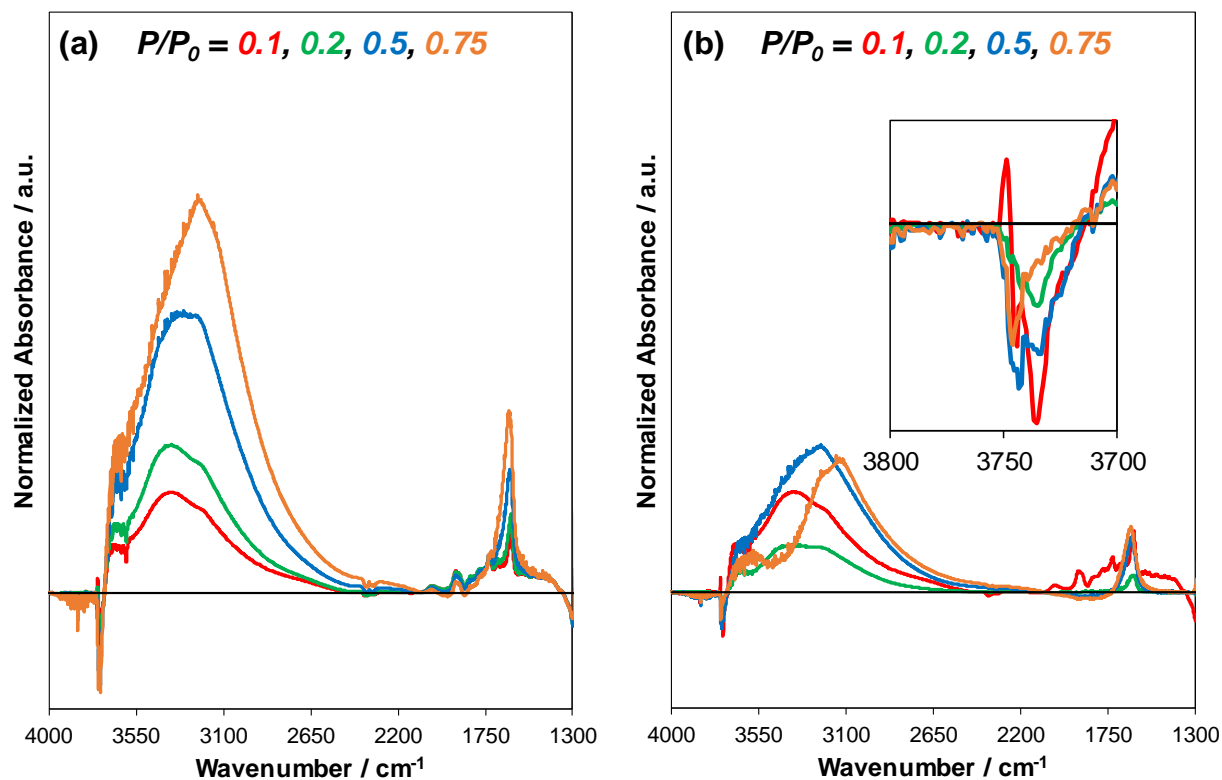 (a) P/P0 = 0.1, 0.2, 0.5, 0.75
Normalized Absorbance / a.u.
4000 3550 3100 2650 2200 1750 1300
Wavenumber / cm-1
(b) P/P0 = 0.1, 0.2, 0.5, 0.75
Normalized Absorbance / a.u.
3800 3750 3700
4000 3550 3100 2650 2200 1750 1300
Wavenumber / cm-1